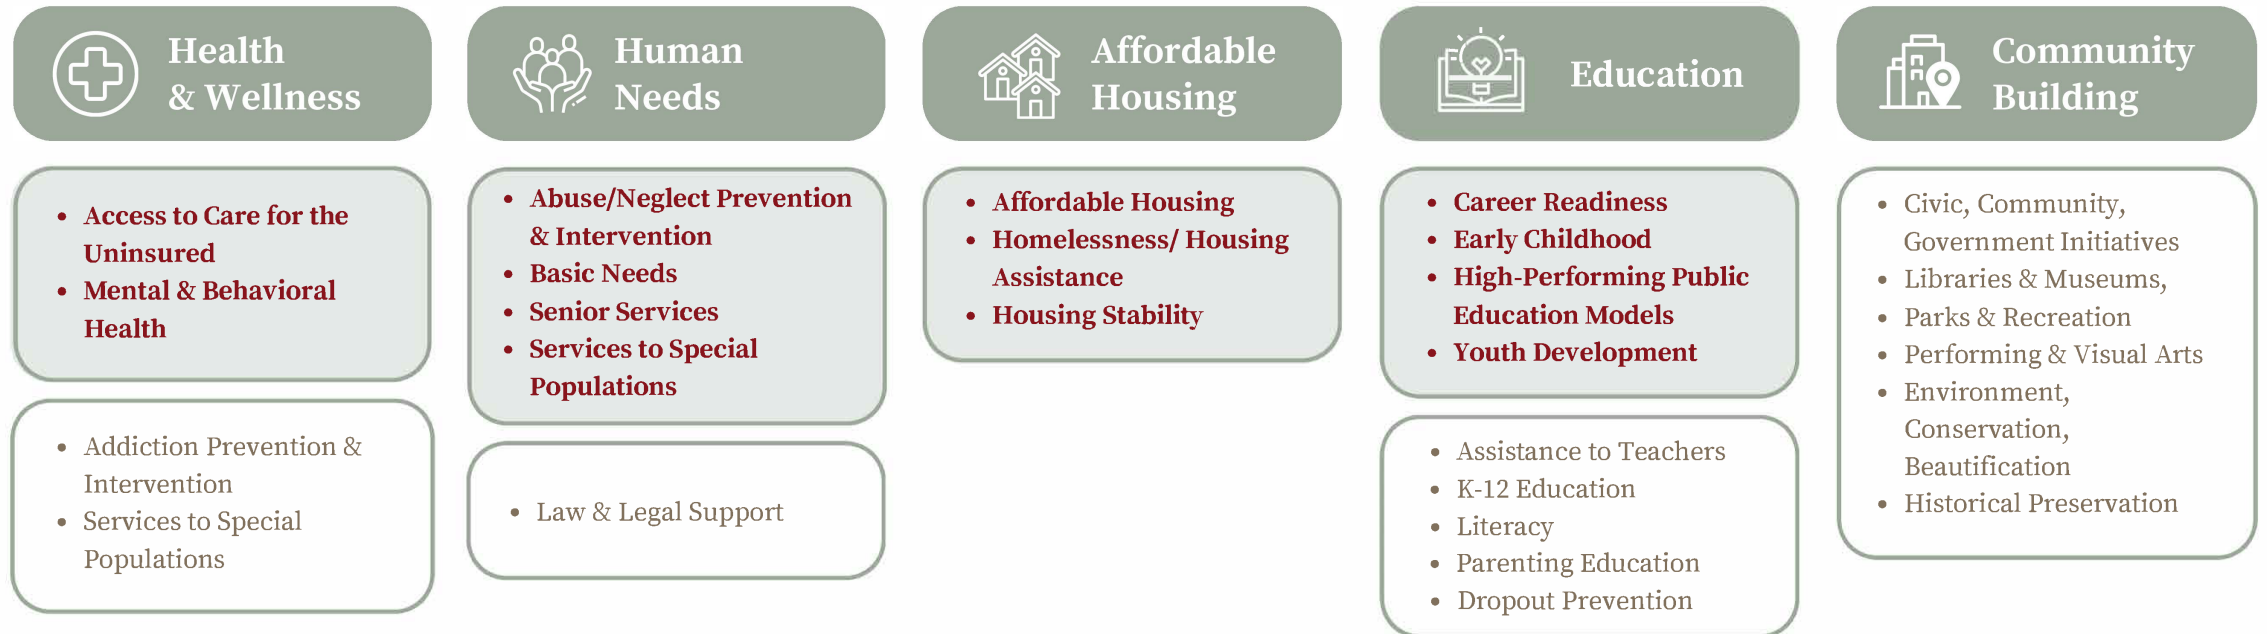 Health
& Wellness
• Access to Care for the
Uninsured
• Mental & Behavioral
Health
• Addiction Prevention &
Intervention
• Services to Special
Populations
Human
Needs
• Abuse/Neglect Prevention
& Intervention
• Basic Needs
• Senior Services
• Services to Special
Populations
• Law & Legal Support
Affordable
Housing
• Affordable Housing
• Homelessness/ Housing
Assistance
• Housing Stability
Education
• Career Readiness
• Early Childhood
• High-Performing Public
Education Models
• Youth Development
• Assistance to Teachers
• K-12 Education
• Literacy
• Parenting Education
• Dropout Prevention
Community
Building
• Civic, Community,
Government Initiatives
• Libraries & Museums,
• Parks & Recreation
• Performing & Visual Arts
• Environment,
Conservation,
Beautification
• Historical Preservation